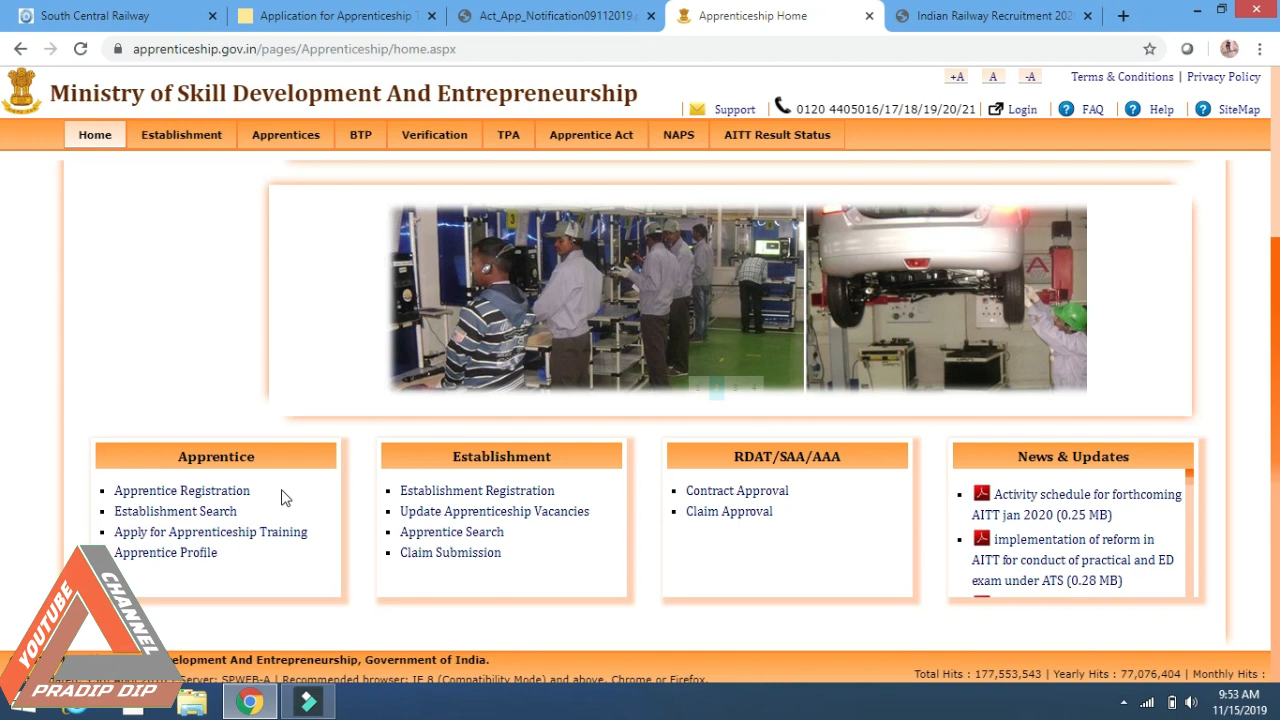 South Central Railway
Application for Apprenticeship T
Act_App_Notification09112019.p
Apprenticeship Home
Indian Railway Recruitment 202
apprenticeship.gov.in/pages/Apprenticeship/home.aspx
+A A -A Terms & Conditions | Privacy Policy
Ministry of Skill Development And Entrepreneurship
Support 0120 4405016/17/18/19/20/21 Login FAQ Help SiteMap
Home Establishment Apprentices BTP Verification TPA Apprentice Act NAPS AITT Result Status
Apprentice
Apprentice Registration
Establishment Search
Apply for Apprenticeship Training
Apprentice Profile
Establishment
Establishment Registration
Update Apprenticeship Vacancies
Apprentice Search
Claim Submission
RDAT/SAA/AAA
Contract Approval
Claim Approval
News & Updates
Activity schedule for forthcoming
AITT jan 2020 (0.25 MB)
implementation of reform in
AITT for conduct of practical and ED
exam under ATS (0.28 MB)
elopment And Entrepreneurship, Government of India.
Server: SPWEB-A | Recommended browser: IE 8 (Compatibility Mode) and above, Chrome or Firefox.
Total Hits : 177,553,543 | Yearly Hits : 77,076,404 | Monthly Hits :
YOUTUBE
CHANNEL
PRADIP DIP
9:53 AM
11/15/2019